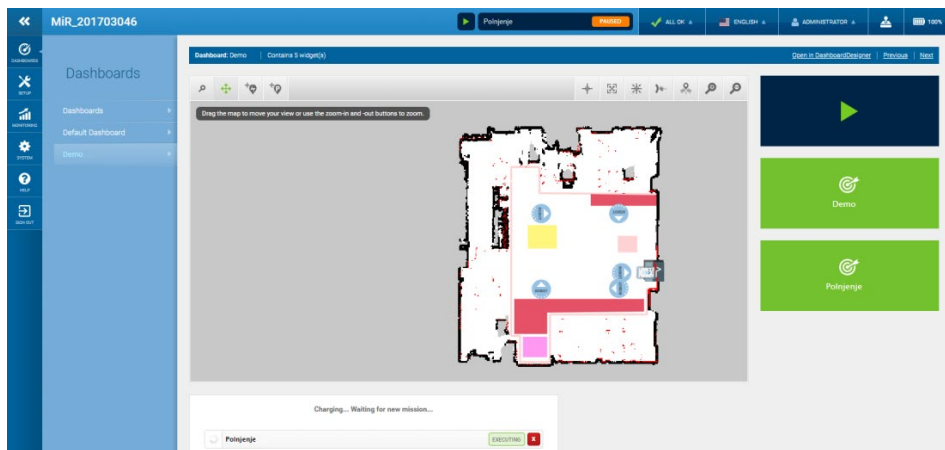 MiR_201703046
Polnjenje
PAUSED
ALL OK
ENGLISH
ADMINISTRATOR
100%
DASHBOARDS
SETUP
MONITORING
SYSTEM
HELP
SIGN OUT
Dashboards
Dashboards
Default Dashboard
Demo
Dashboard: Demo
Contains 5 widget(s)
Open in DashboardDesigner | Previous | Next
Drag the map to move your view or use the zoom-in and -out buttons to zoom.
Demo
Polnjenje
Charging... Waiting for new mission...
Polnjenje
EXECUTING
X